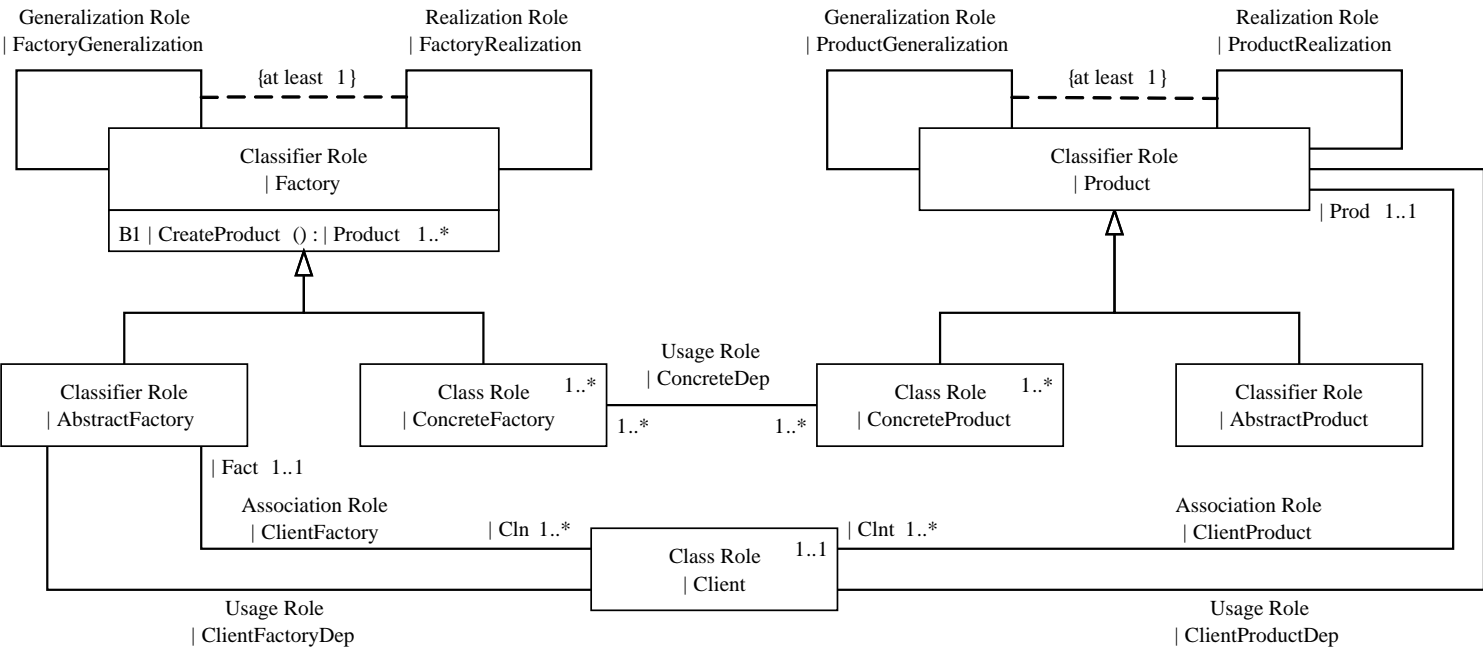 Generalization Role
| FactoryGeneralization
Realization Role
| FactoryRealization
{at least 1}
Classifier Role
| Factory
B1 | CreateProduct () : | Product 1..*
Generalization Role
| ProductGeneralization
Realization Role
| ProductRealization
{at least 1}
Classifier Role
| Product
| Prod 1..1
Classifier Role
| AbstractFactory
Class Role 1..*
| ConcreteFactory
Usage Role
| ConcreteDep
1..* 1..*
Class Role 1..*
| ConcreteProduct
Classifier Role
| AbstractProduct
| Fact 1..1
Association Role
| ClientFactory
| Cln 1..*
Class Role 1..1
| Client
| Clnt 1..*
Association Role
| ClientProduct
Usage Role
| ClientFactoryDep
Usage Role
| ClientProductDep